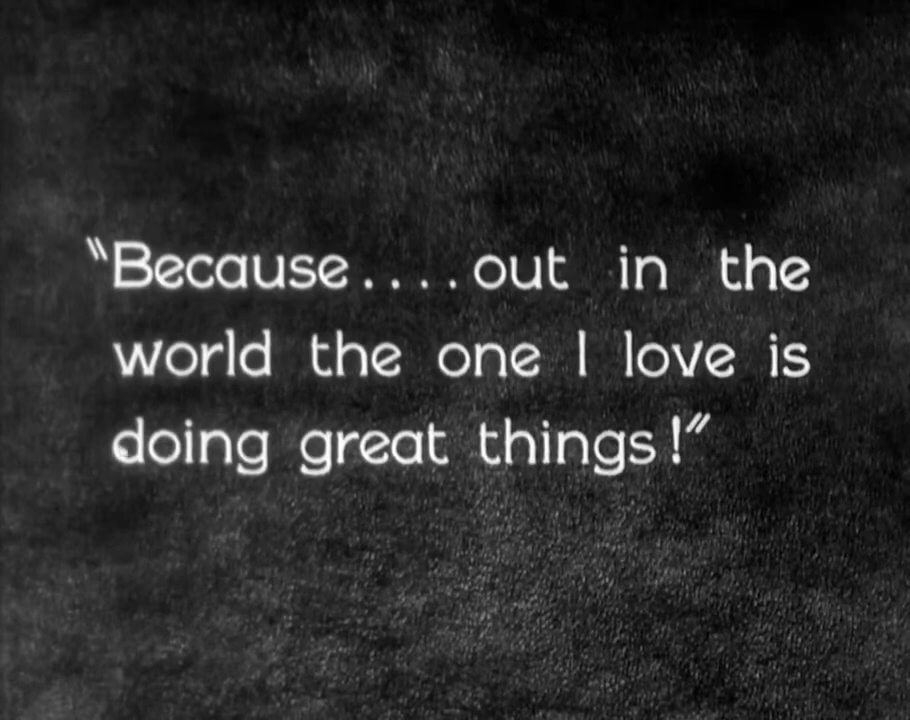 "Because....out in the
world the one I love is
doing great things!"